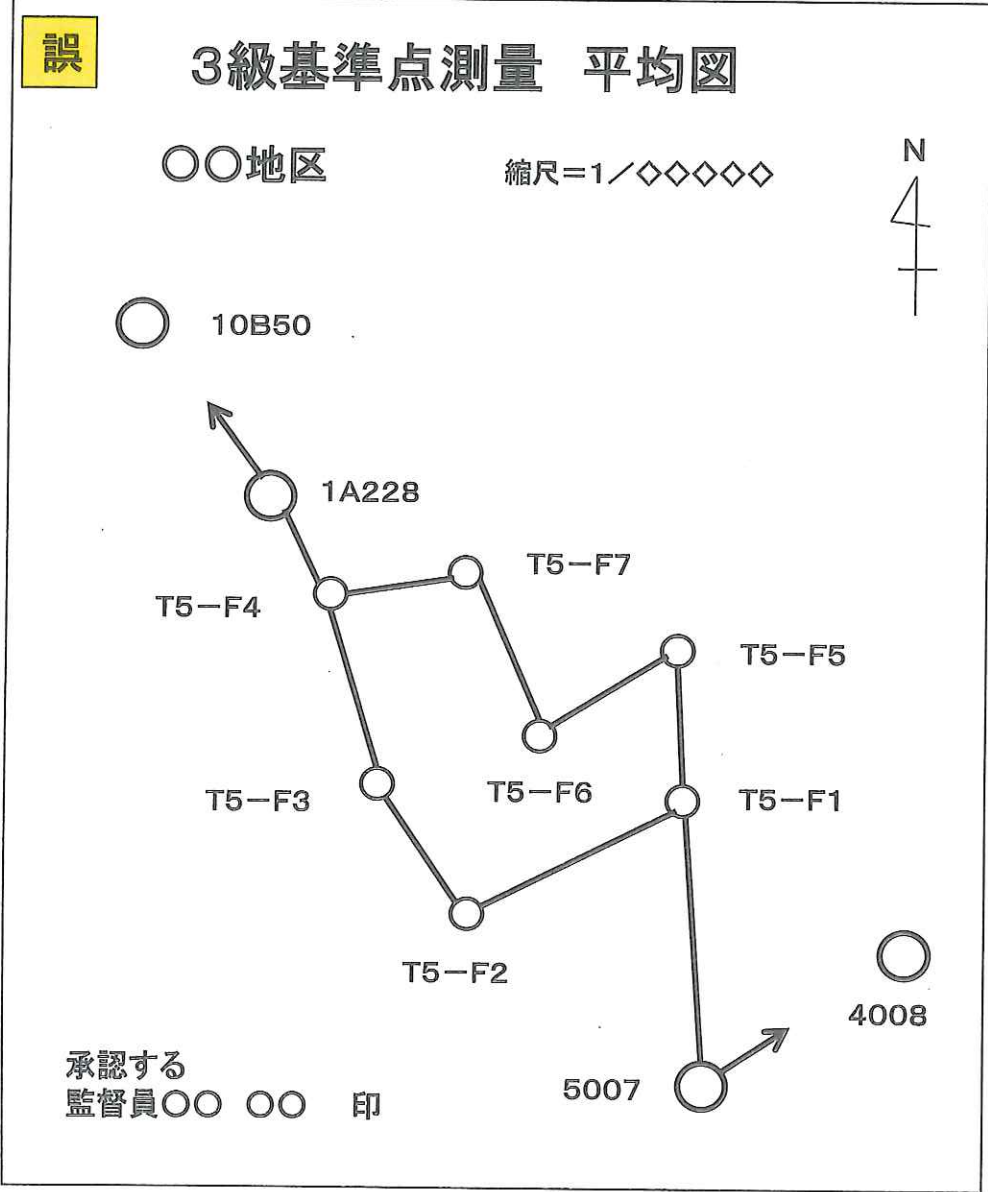 誤
3級基準点測量 平均図
○○地区
縮尺=1/◇◇◇◇◇
N
10B50
1A228
T5-F7
T5-F4
T5-F5
T5-F6
T5-F3
T5-F1
T5-F2
4008
5007
承認する
監督員○○ ○○ 印